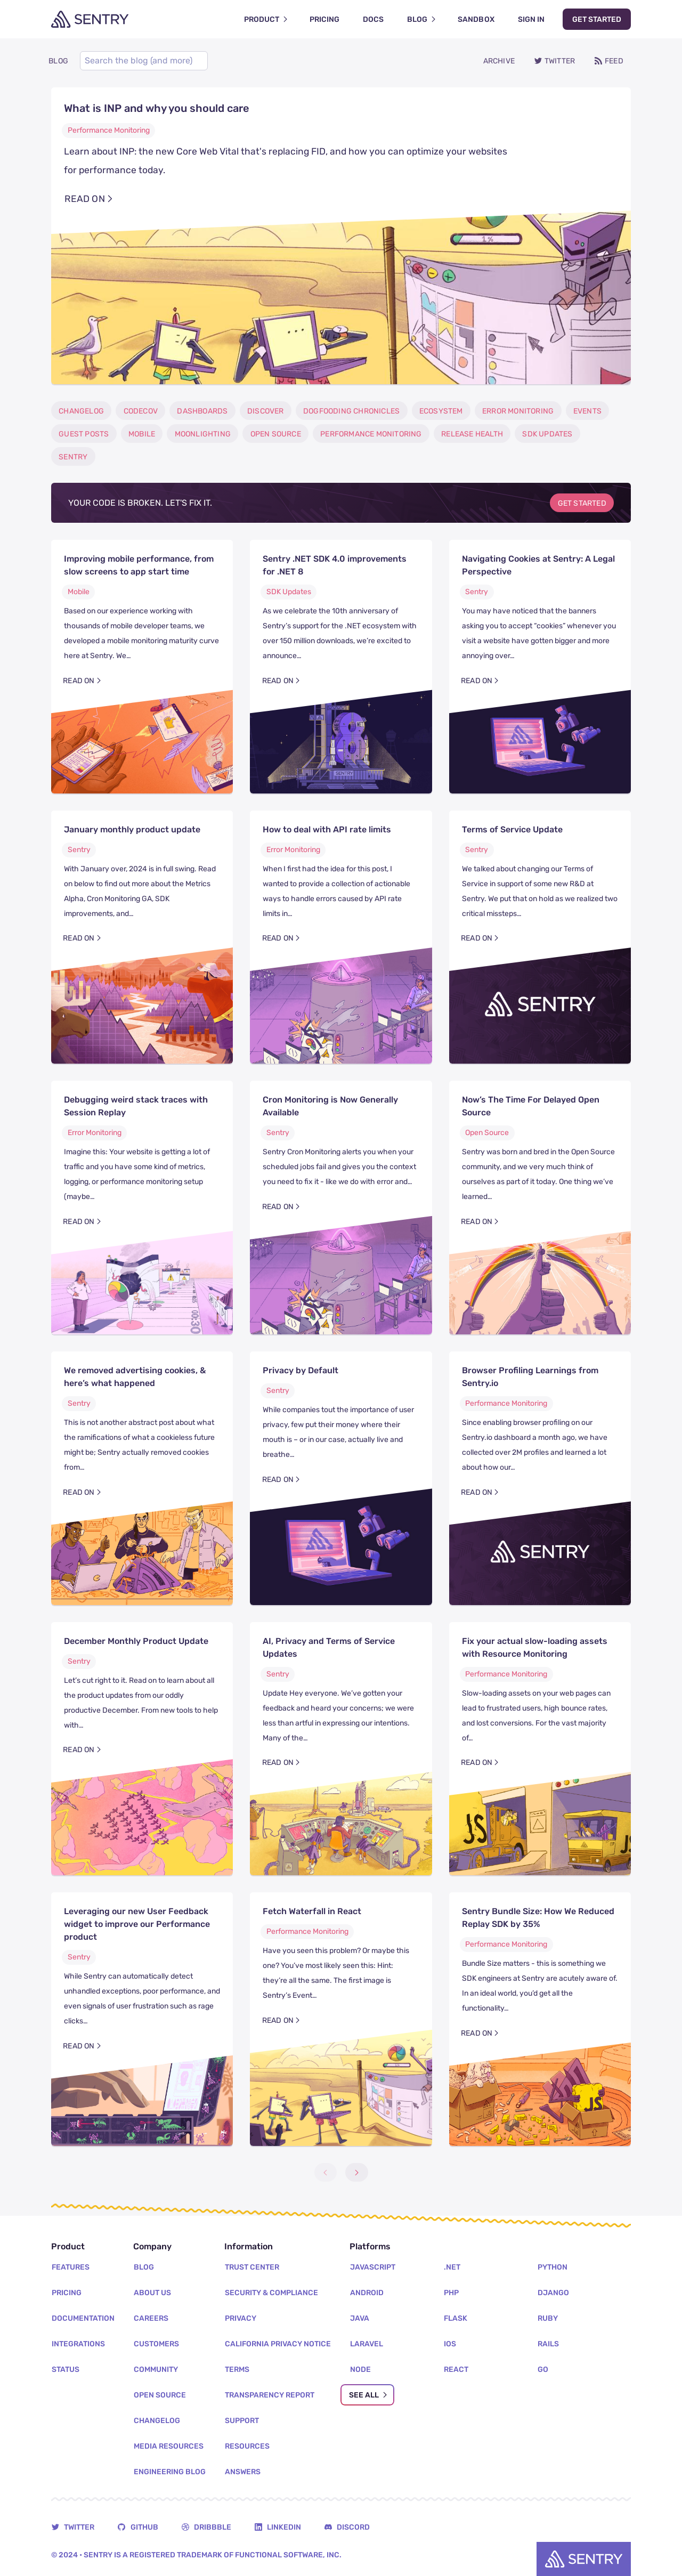 SENTRY
PRODUCT
PRICING
DOCS
BLOG
SANDBOX
SIGN IN
GET STARTED
BLOG
Search the blog (and more)
ARCHIVE
TWITTER
FEED
What is INP and why you should care
Performance Monitoring
Learn about INP: the new Core Web Vital that's replacing FID, and how you can optimize your websites
for performance today.
READ ON
CHANGELOG
CODECOV
DASHBOARDS
DISCOVER
DOGFOODING CHRONICLES
ECOSYSTEM
ERROR MONITORING
EVENTS
GUEST POSTS
MOBILE
MOONLIGHTING
OPEN SOURCE
PERFORMANCE MONITORING
RELEASE HEALTH
SDK UPDATES
SENTRY
YOUR CODE IS BROKEN. LET'S FIX IT.
GET STARTED
Improving mobile performance, from
slow screens to app start time
Mobile
Based on our experience working with
thousands of mobile developer teams, we
developed a mobile monitoring maturity curve
here at Sentry. We…
READ ON
Sentry .NET SDK 4.0 improvements
for .NET 8
SDK Updates
As we celebrate the 10th anniversary of
Sentry’s support for the .NET ecosystem with
over 150 million downloads, we’re excited to
announce…
READ ON
Navigating Cookies at Sentry: A Legal
Perspective
Sentry
You may have noticed that the banners
asking you to accept “cookies” whenever you
visit a website have gotten bigger and more
annoying over…
READ ON
January monthly product update
Sentry
With January over, 2024 is in full swing. Read
on below to find out more about the Metrics
Alpha, Cron Monitoring GA, SDK
improvements, and…
READ ON
How to deal with API rate limits
Error Monitoring
When I first had the idea for this post, I
wanted to provide a collection of actionable
ways to handle errors caused by API rate
limits in…
READ ON
Terms of Service Update
Sentry
We talked about changing our Terms of
Service in support of some new R&D at
Sentry. We put that on hold as we realized two
critical missteps…
READ ON
SENTRY
Debugging weird stack traces with
Session Replay
Error Monitoring
Imagine this: Your website is getting a lot of
traffic and you have some kind of metrics,
logging, or performance monitoring setup
(maybe…
READ ON
Cron Monitoring is Now Generally
Available
Sentry
Sentry Cron Monitoring alerts you when your
scheduled jobs fail and gives you the context
you need to fix it - like we do with error and…
READ ON
Now’s The Time For Delayed Open
Source
Open Source
Sentry was born and bred in the Open Source
community, and we very much think of
ourselves as part of it today. One thing we’ve
learned…
READ ON
We removed advertising cookies, &
here’s what happened
Sentry
This is not another abstract post about what
the ramifications of what a cookieless future
might be; Sentry actually removed cookies
from…
READ ON
Privacy by Default
Sentry
While companies tout the importance of user
privacy, few put their money where their
mouth is – or in our case, actually live and
breathe…
READ ON
Browser Profiling Learnings from
Sentry.io
Performance Monitoring
Since enabling browser profiling on our
Sentry.io dashboard a month ago, we have
collected over 2M profiles and learned a lot
about how our…
READ ON
SENTRY
December Monthly Product Update
Sentry
Let’s cut right to it. Read on to learn about all
the product updates from our oddly
productive December. From new tools to help
with…
READ ON
AI, Privacy and Terms of Service
Updates
Sentry
Update Hey everyone. We’ve gotten your
feedback and heard your concerns; we were
less than artful in expressing our intentions.
Many of the…
READ ON
Fix your actual slow-loading assets
with Resource Monitoring
Performance Monitoring
Slow-loading assets on your web pages can
lead to frustrated users, high bounce rates,
and lost conversions. For the vast majority
of…
READ ON
JS
JS
Leveraging our new User Feedback
widget to improve our Performance
product
Sentry
While Sentry can automatically detect
unhandled exceptions, poor performance, and
even signals of user frustration such as rage
clicks…
READ ON
Fetch Waterfall in React
Performance Monitoring
Have you seen this problem? Or maybe this
one? You’ve most likely seen this: Hint:
they’re all the same. The first image is
Sentry’s Event…
READ ON
Sentry Bundle Size: How We Reduced
Replay SDK by 35%
Performance Monitoring
Bundle Size matters - this is something we
SDK engineers at Sentry are acutely aware of.
In an ideal world, you’d get all the
functionality…
READ ON
JS
Product
FEATURES
PRICING
DOCUMENTATION
INTEGRATIONS
STATUS
Company
BLOG
ABOUT US
CAREERS
CUSTOMERS
COMMUNITY
OPEN SOURCE
CHANGELOG
MEDIA RESOURCES
ENGINEERING BLOG
Information
TRUST CENTER
SECURITY & COMPLIANCE
PRIVACY
CALIFORNIA PRIVACY NOTICE
TERMS
TRANSPARENCY REPORT
SUPPORT
RESOURCES
ANSWERS
Platforms
JAVASCRIPT
ANDROID
JAVA
LARAVEL
NODE
SEE ALL
.NET
PHP
FLASK
IOS
REACT
PYTHON
DJANGO
RUBY
RAILS
GO
TWITTER
GITHUB
DRIBBBLE
LINKEDIN
DISCORD
© 2024 • SENTRY IS A REGISTERED TRADEMARK OF FUNCTIONAL SOFTWARE, INC.
SENTRY